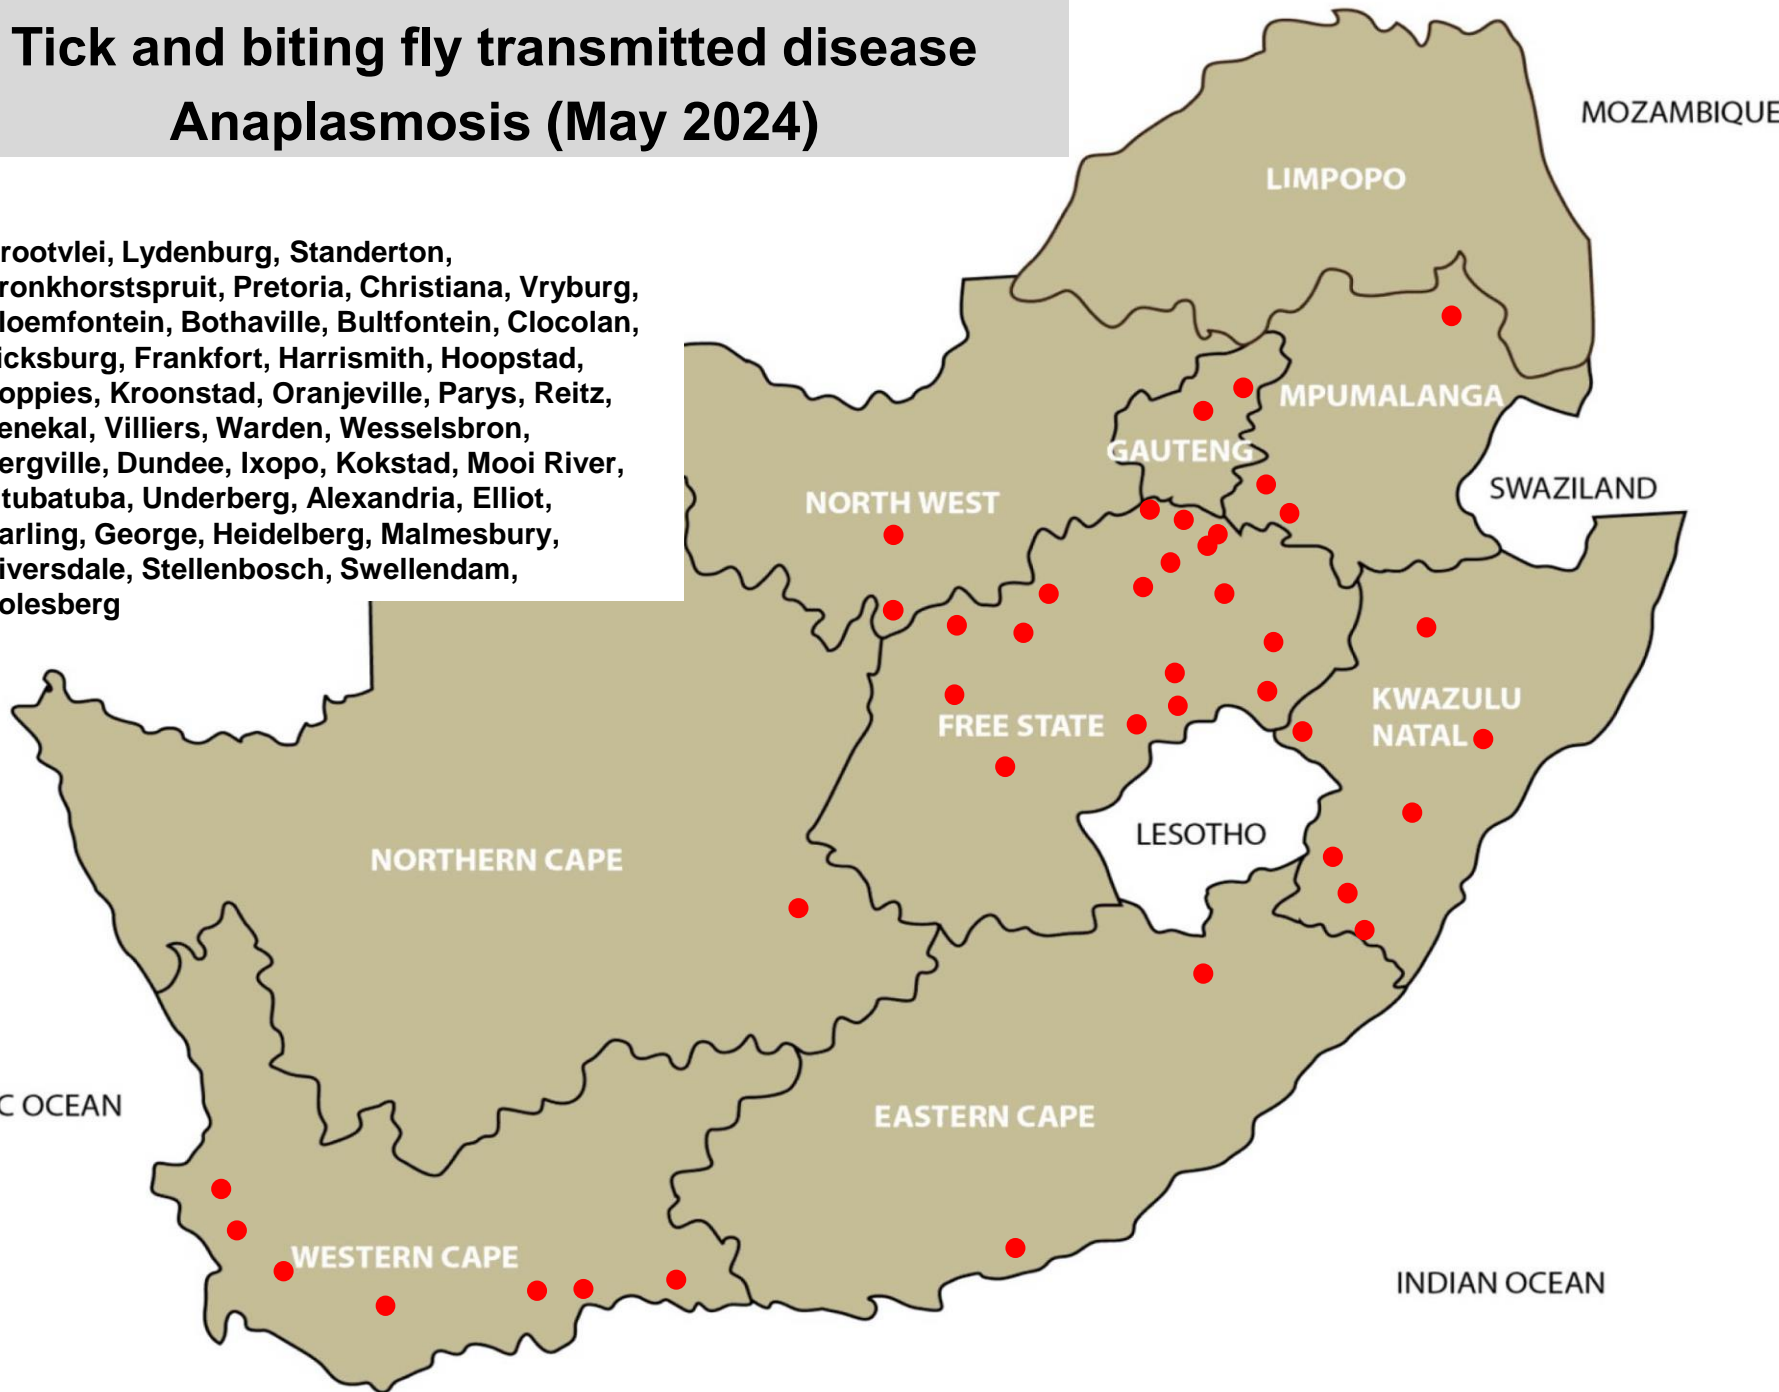 Tick and biting fly transmitted disease
Anaplasmosis (May 2024)
MOZAMBIQUE
LIMPOPO
rootvlei, Lydenburg, Standerton,
ronkhorstspruit, Pretoria, Christiana, Vryburg,
loemfontein, Bothaville, Bultfontein, Clocolan,
icksburg, Frankfort, Harrismith, Hoopstad,
oppies, Kroonstad, Oranjeville, Parys, Reitz,
enekal, Villiers, Warden, Wesselsbron,
ergville, Dundee, Ixopo, Kokstad, Mooi River,
tubatuba, Underberg, Alexandria, Elliot,
arling, George, Heidelberg, Malmesbury,
iversdale, Stellenbosch, Swellendam,
olesberg
MPUMALANGA
GAUTENG
SWAZILAND
NORTH WEST
KWAZULU
NATAL
FREE STATE
LESOTHO
NORTHERN CAPE
C OCEAN
EASTERN CAPE
WESTERN CAPE
INDIAN OCEAN